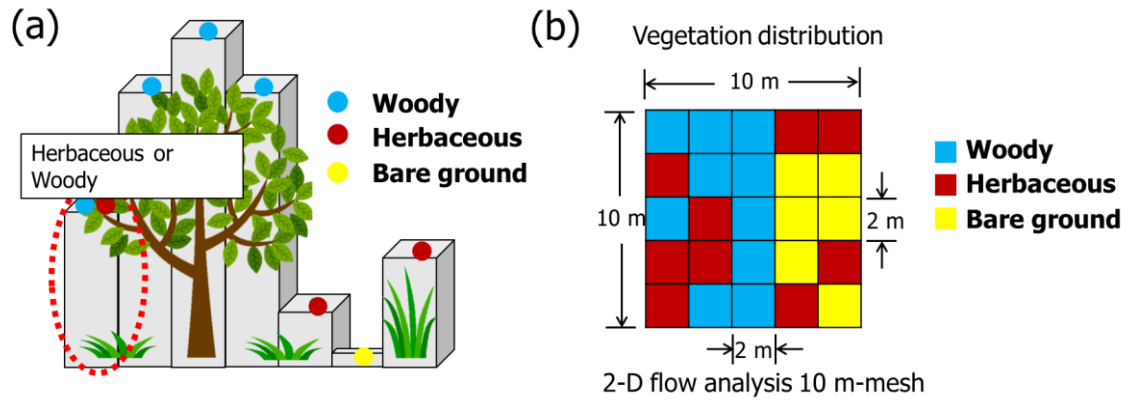 (a)
Woody
Herbaceous
Bare ground
Herbaceous or
Woody
(b)
Vegetation distribution
10 m
10 m
2 m
2 m
Woody
Herbaceous
Bare ground
2-D flow analysis 10 m-mesh